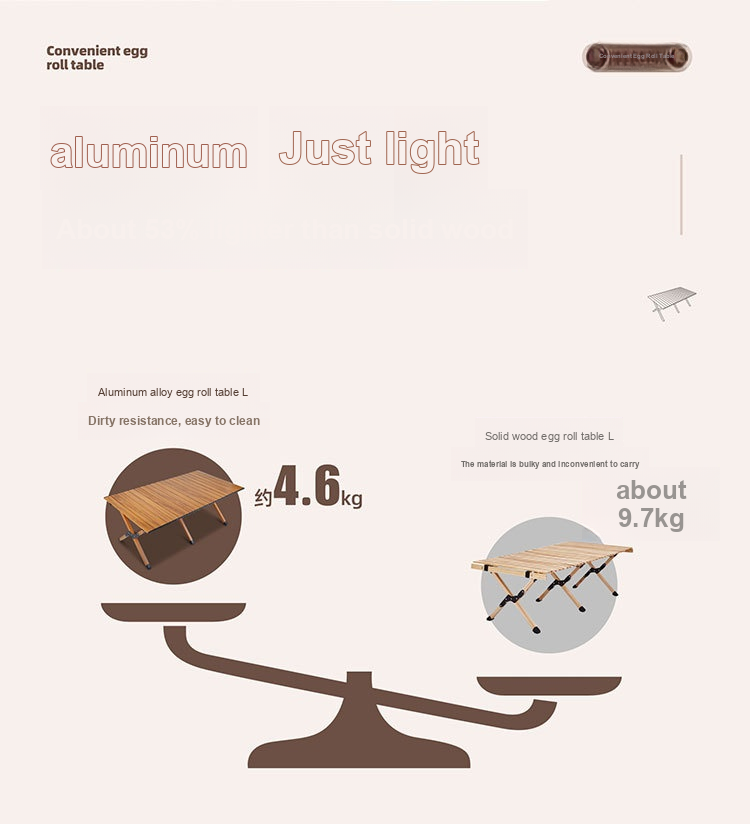 Convenient egg
roll table
Convenient Egg Roll Table
aluminum Just light
About than solid wood
Aluminum alloy egg roll table L
Dirty resistance, easy to clean
约4.6kg
Solid wood egg roll table L
The material is bulky and inconvenient to carry
about
9.7kg